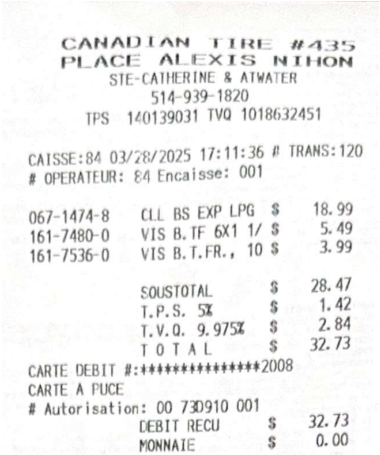 CANADIAN TIRE #435
PLACE ALEXIS NIHON
STE-CATHERINE & ATWATER
514-939-1820
TPS 140139031 TVQ 1018632451
CAISSE:84 03/28/2025 17:11:36 # TRANS:120
# OPERATEUR: 84 Encaisse: 001
067-1474-8 CLL BS EXP LPG $ 18.99
161-7480-0 VIS B.TF 6X1 1/ $ 5.49
161-7536-0 VIS B.T.FR., 10 $ 3.99
SOUSTOTAL $ 28.47
T.P.S. 5% $ 1.42
T.V.Q. 9.975% $ 2.84
T O T A L $ 32.73
CARTE DEBIT #:***************2008
CARTE A PUCE
# Autorisation: 00 730910 001
DEBIT RECU $ 32.73
MONNAIE $ 0.00